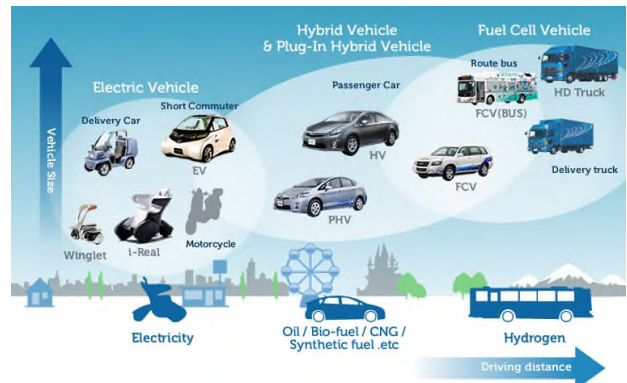 Hybrid Vehicle
& Plug-In Hybrid Vehicle
Fuel Cell Vehicle
Electric Vehicle
Route bus
HD Truck
Passenger Car
Short Commuter
Delivery Car
FCV(BUS)
Vehicle Size
EV
HV
FCV
Delivery truck
PHV
Winglet
i-Real
Motorcycle
Electricity
Oil / Bio-fuel / CNG /
Synthetic fuel .etc
Hydrogen
Driving distance